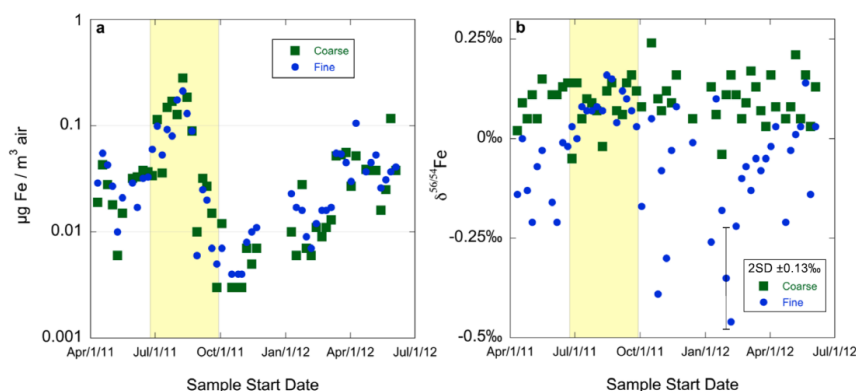 a
Coarse
Fine
1
0.1
0.01
0.001
µg Fe / m³ air
Apr/1/11 Jul/1/11 Oct/1/11 Jan/1/12 Apr/1/12 Jul/1/12
Sample Start Date
b
0.25‰
0‰
-0.25‰
-0.5‰
δ⁵⁶/⁵⁴Fe
2SD ±0.13‰
Coarse
Fine
Apr/1/11 Jul/1/11 Oct/1/11 Jan/1/12 Apr/1/12 Jul/1/12
Sample Start Date